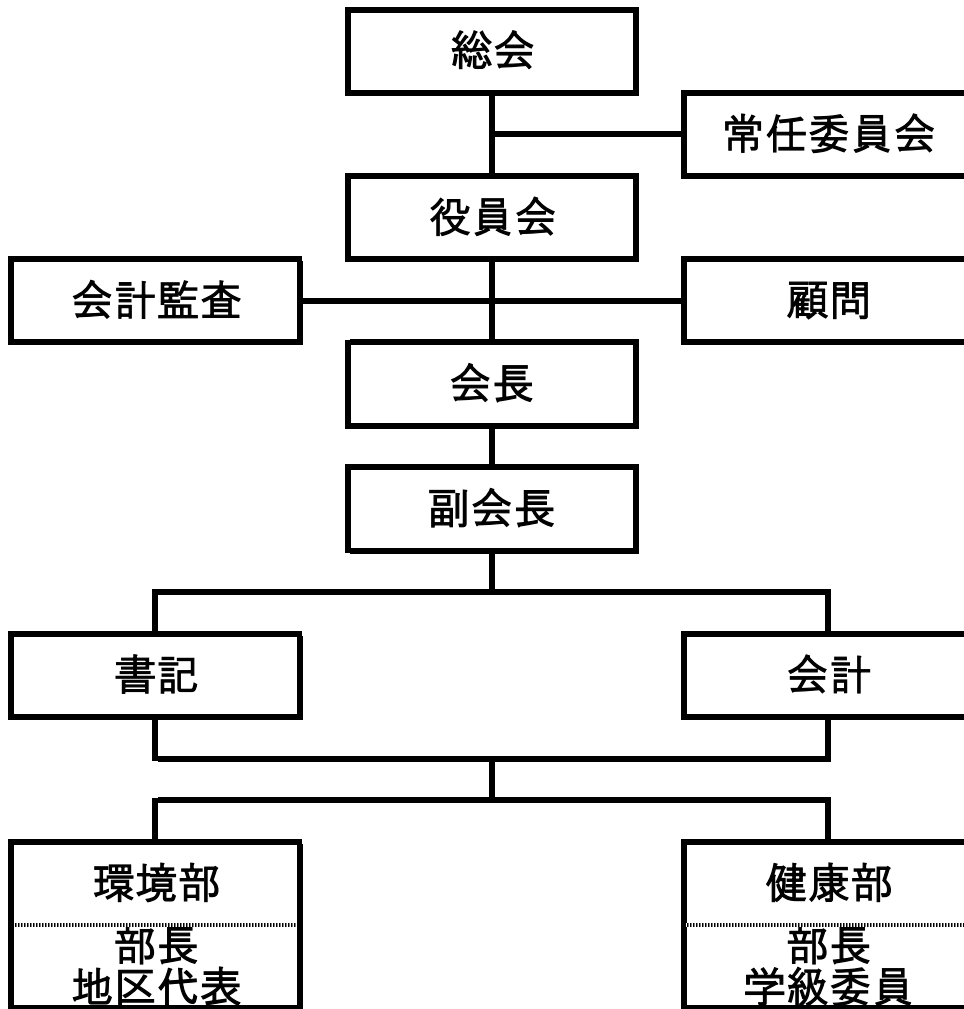 総会
常任委員会
役員会
会計監査
顧問
会長
副会長
書記
会計
環境部
部長
地区代表
健康部
部長
学級委員